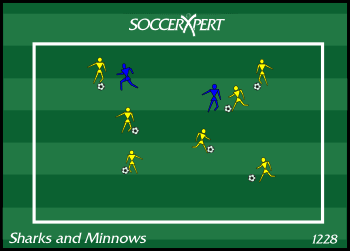 SOCCERXPERT
Sharks and Minnows
1228